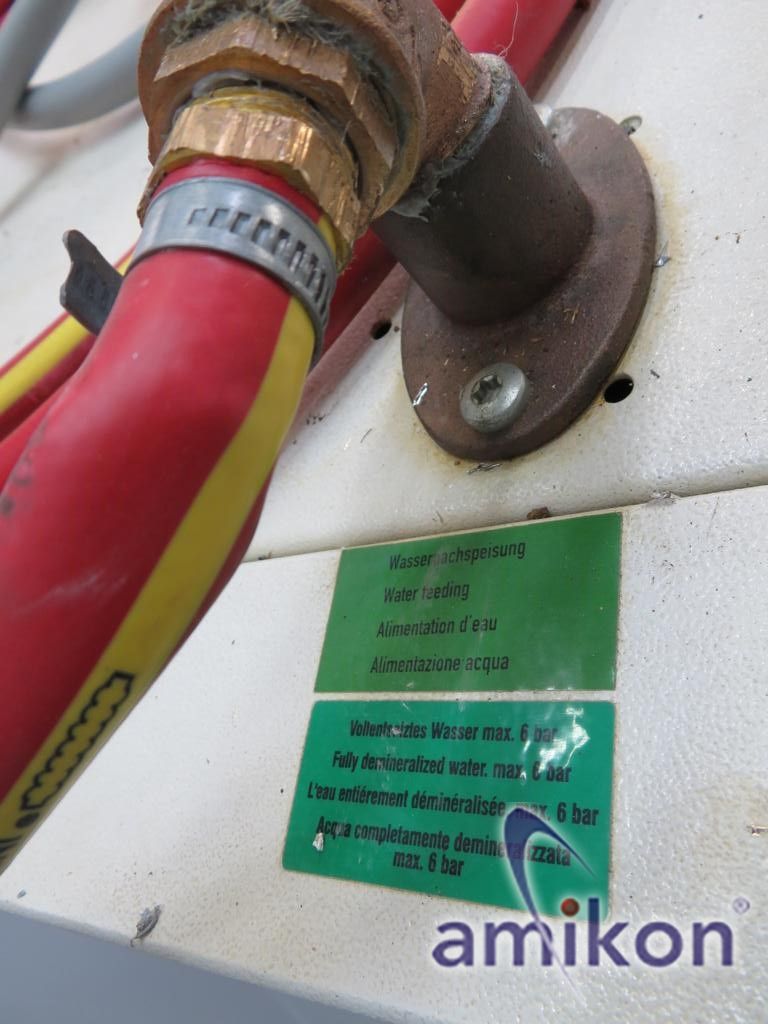 Wassernachspeisung
Water feeding
Alimentation d'eau
Alimentazione acqua
Vollentsalztes Wasser max. 6 bar
Fully demineralized water. max. 6 bar
L'eau entiérement déminéralisée. max. 6 bar
Acqua completamente demineralizzata
max. 6 bar
amikon®